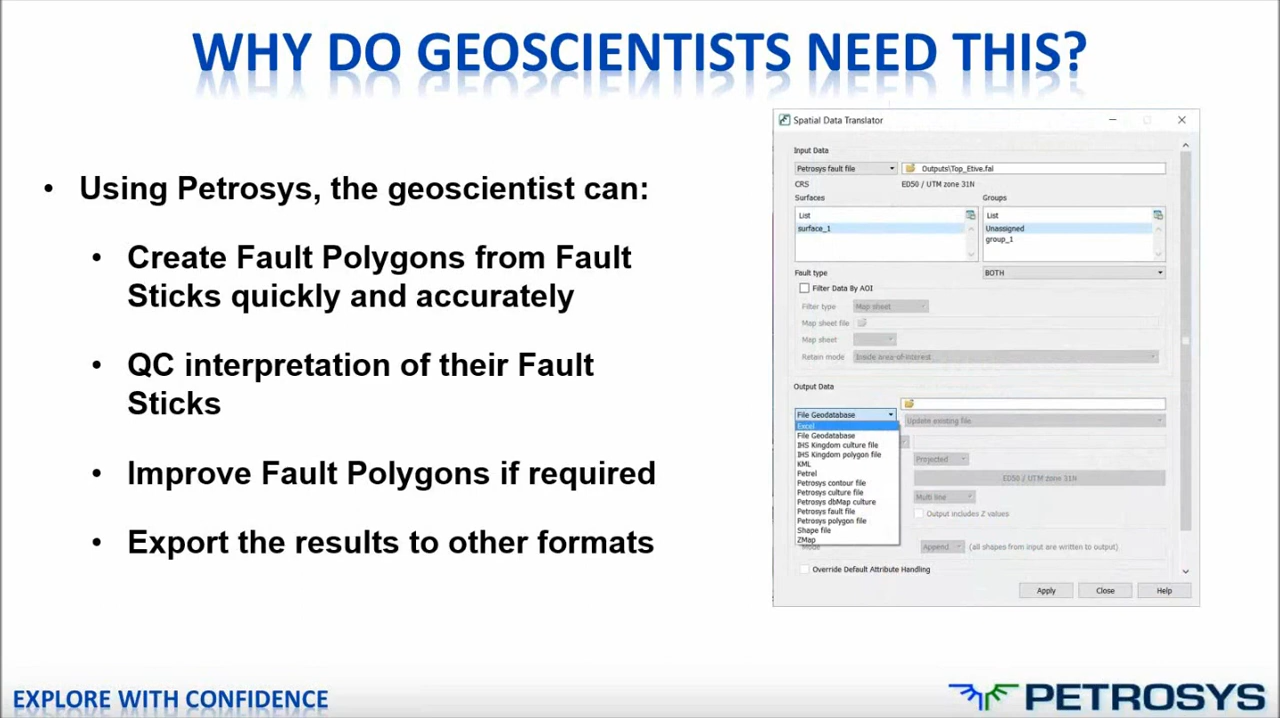 WHY DO GEOSCIENTISTS NEED THIS?
• Using Petrosys, the geoscientist can:
• Create Fault Polygons from Fault
Sticks quickly and accurately
• QC interpretation of their Fault
Sticks
• Improve Fault Polygons if required
• Export the results to other formats
Spatial Data Translator
Input Data
Petrosys fault file Outputs\Top_Etive.fal
CRS ED50 / UTM zone 31N
Surfaces Groups
List List
surface_1 Unassigned
group_1
Fault type BOTH
Filter Data By AOI
Filter type Map sheet
Map sheet file
Map sheet
Retain mode Inside area-of-interest
Output Data
File Geodatabase
Update existing file
Excel
File Geodatabase
IHS Kingdom culture file
IHS Kingdom polygon file
KML
Petrel
Petrosys contour file
Petrosys culture file
Petrosys dbMap culture
Petrosys fault file
Petrosys polygon file
Shape file
ZMap
Projected
ED50 / UTM zone 31N
Multi line
Output includes Z values
Mode Append (all shapes from input are written to output)
Override Default Attribute Handling
Apply Close Help
EXPLORE WITH CONFIDENCE
PETROSYS